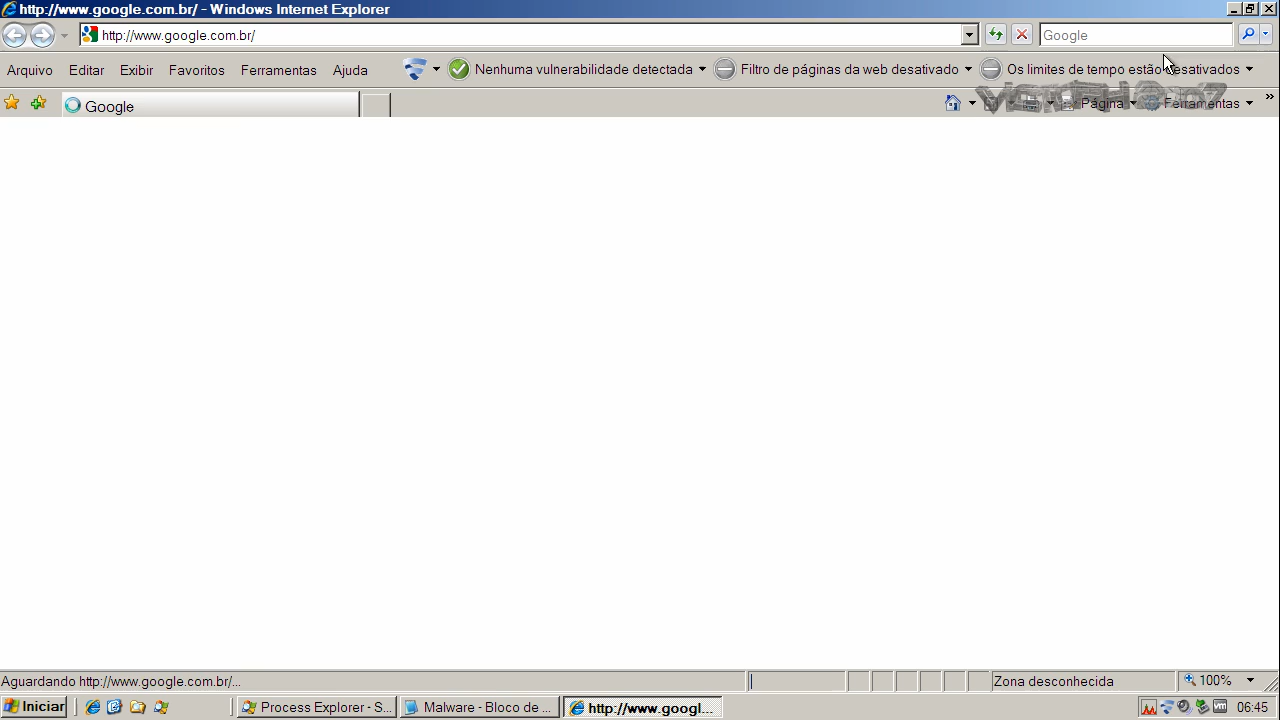 http://www.google.com.br/ - Windows Internet Explorer
http://www.google.com.br/
Google
Arquivo Editar Exibir Favoritos Ferramentas Ajuda Nenhuma vulnerabilidade detectada Filtro de páginas da web desativado Os limites de tempo estão desativados
Google
Página Ferramentas
Aguardando http://www.google.com.br/...
Zona desconhecida
100%
Iniciar
Process Explorer - S...
Malware - Bloco de ...
http://www.googl...
06:45